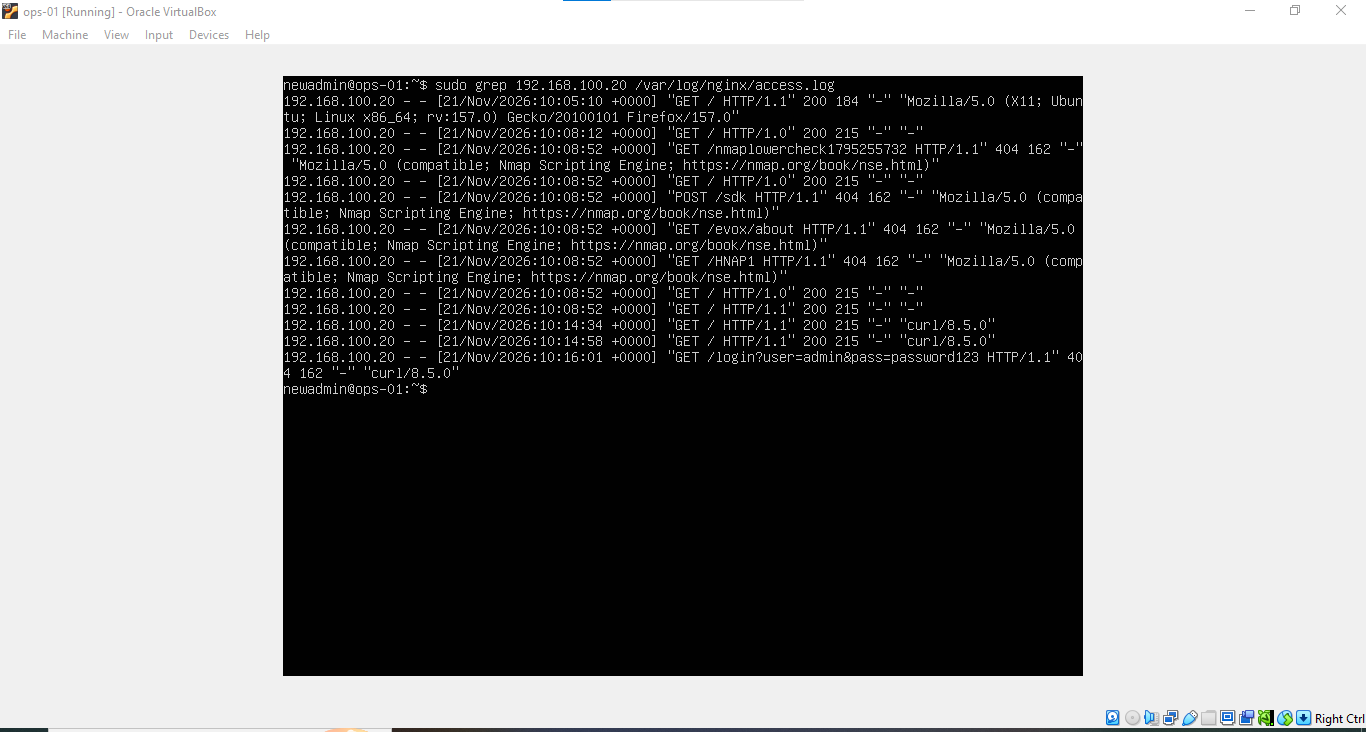 ops-01 [Running] - Oracle VirtualBox
File Machine View Input Devices Help
newadmin@ops-01:~$ sudo grep 192.168.100.20 /var/log/nginx/access.log
192.168.100.20 - - [21/Nov/2026:10:05:10 +0000] "GET / HTTP/1.1" 200 184 "-" "Mozilla/5.0 (X11; Ubun
tu; Linux x86_64; rv:157.0) Gecko/20100101 Firefox/157.0"
192.168.100.20 - - [21/Nov/2026:10:08:12 +0000] "GET / HTTP/1.0" 200 215 "-" "-"
192.168.100.20 - - [21/Nov/2026:10:08:52 +0000] "GET /nmaplowercheck1795255732 HTTP/1.1" 404 162 "-"
"Mozilla/5.0 (compatible; Nmap Scripting Engine; https://nmap.org/book/nse.html)"
192.168.100.20 - - [21/Nov/2026:10:08:52 +0000] "GET / HTTP/1.0" 200 215 "-" "-"
192.168.100.20 - - [21/Nov/2026:10:08:52 +0000] "POST /sdk HTTP/1.1" 404 162 "-" "Mozilla/5.0 (compa
tible; Nmap Scripting Engine; https://nmap.org/book/nse.html)"
192.168.100.20 - - [21/Nov/2026:10:08:52 +0000] "GET /evox/about HTTP/1.1" 404 162 "-" "Mozilla/5.0
(compatible; Nmap Scripting Engine; https://nmap.org/book/nse.html)"
192.168.100.20 - - [21/Nov/2026:10:08:52 +0000] "GET /HNAP1 HTTP/1.1" 404 162 "-" "Mozilla/5.0 (comp
atible; Nmap Scripting Engine; https://nmap.org/book/nse.html)"
192.168.100.20 - - [21/Nov/2026:10:08:52 +0000] "GET / HTTP/1.0" 200 215 "-" "-"
192.168.100.20 - - [21/Nov/2026:10:08:52 +0000] "GET / HTTP/1.1" 200 215 "-" "-"
192.168.100.20 - - [21/Nov/2026:10:14:34 +0000] "GET / HTTP/1.1" 200 215 "-" "curl/8.5.0"
192.168.100.20 - - [21/Nov/2026:10:14:58 +0000] "GET / HTTP/1.1" 200 215 "-" "curl/8.5.0"
192.168.100.20 - - [21/Nov/2026:10:16:01 +0000] "GET /login?user=admin&pass=password123 HTTP/1.1" 40
4 162 "-" "curl/8.5.0"
newadmin@ops-01:~$
Right Ctrl